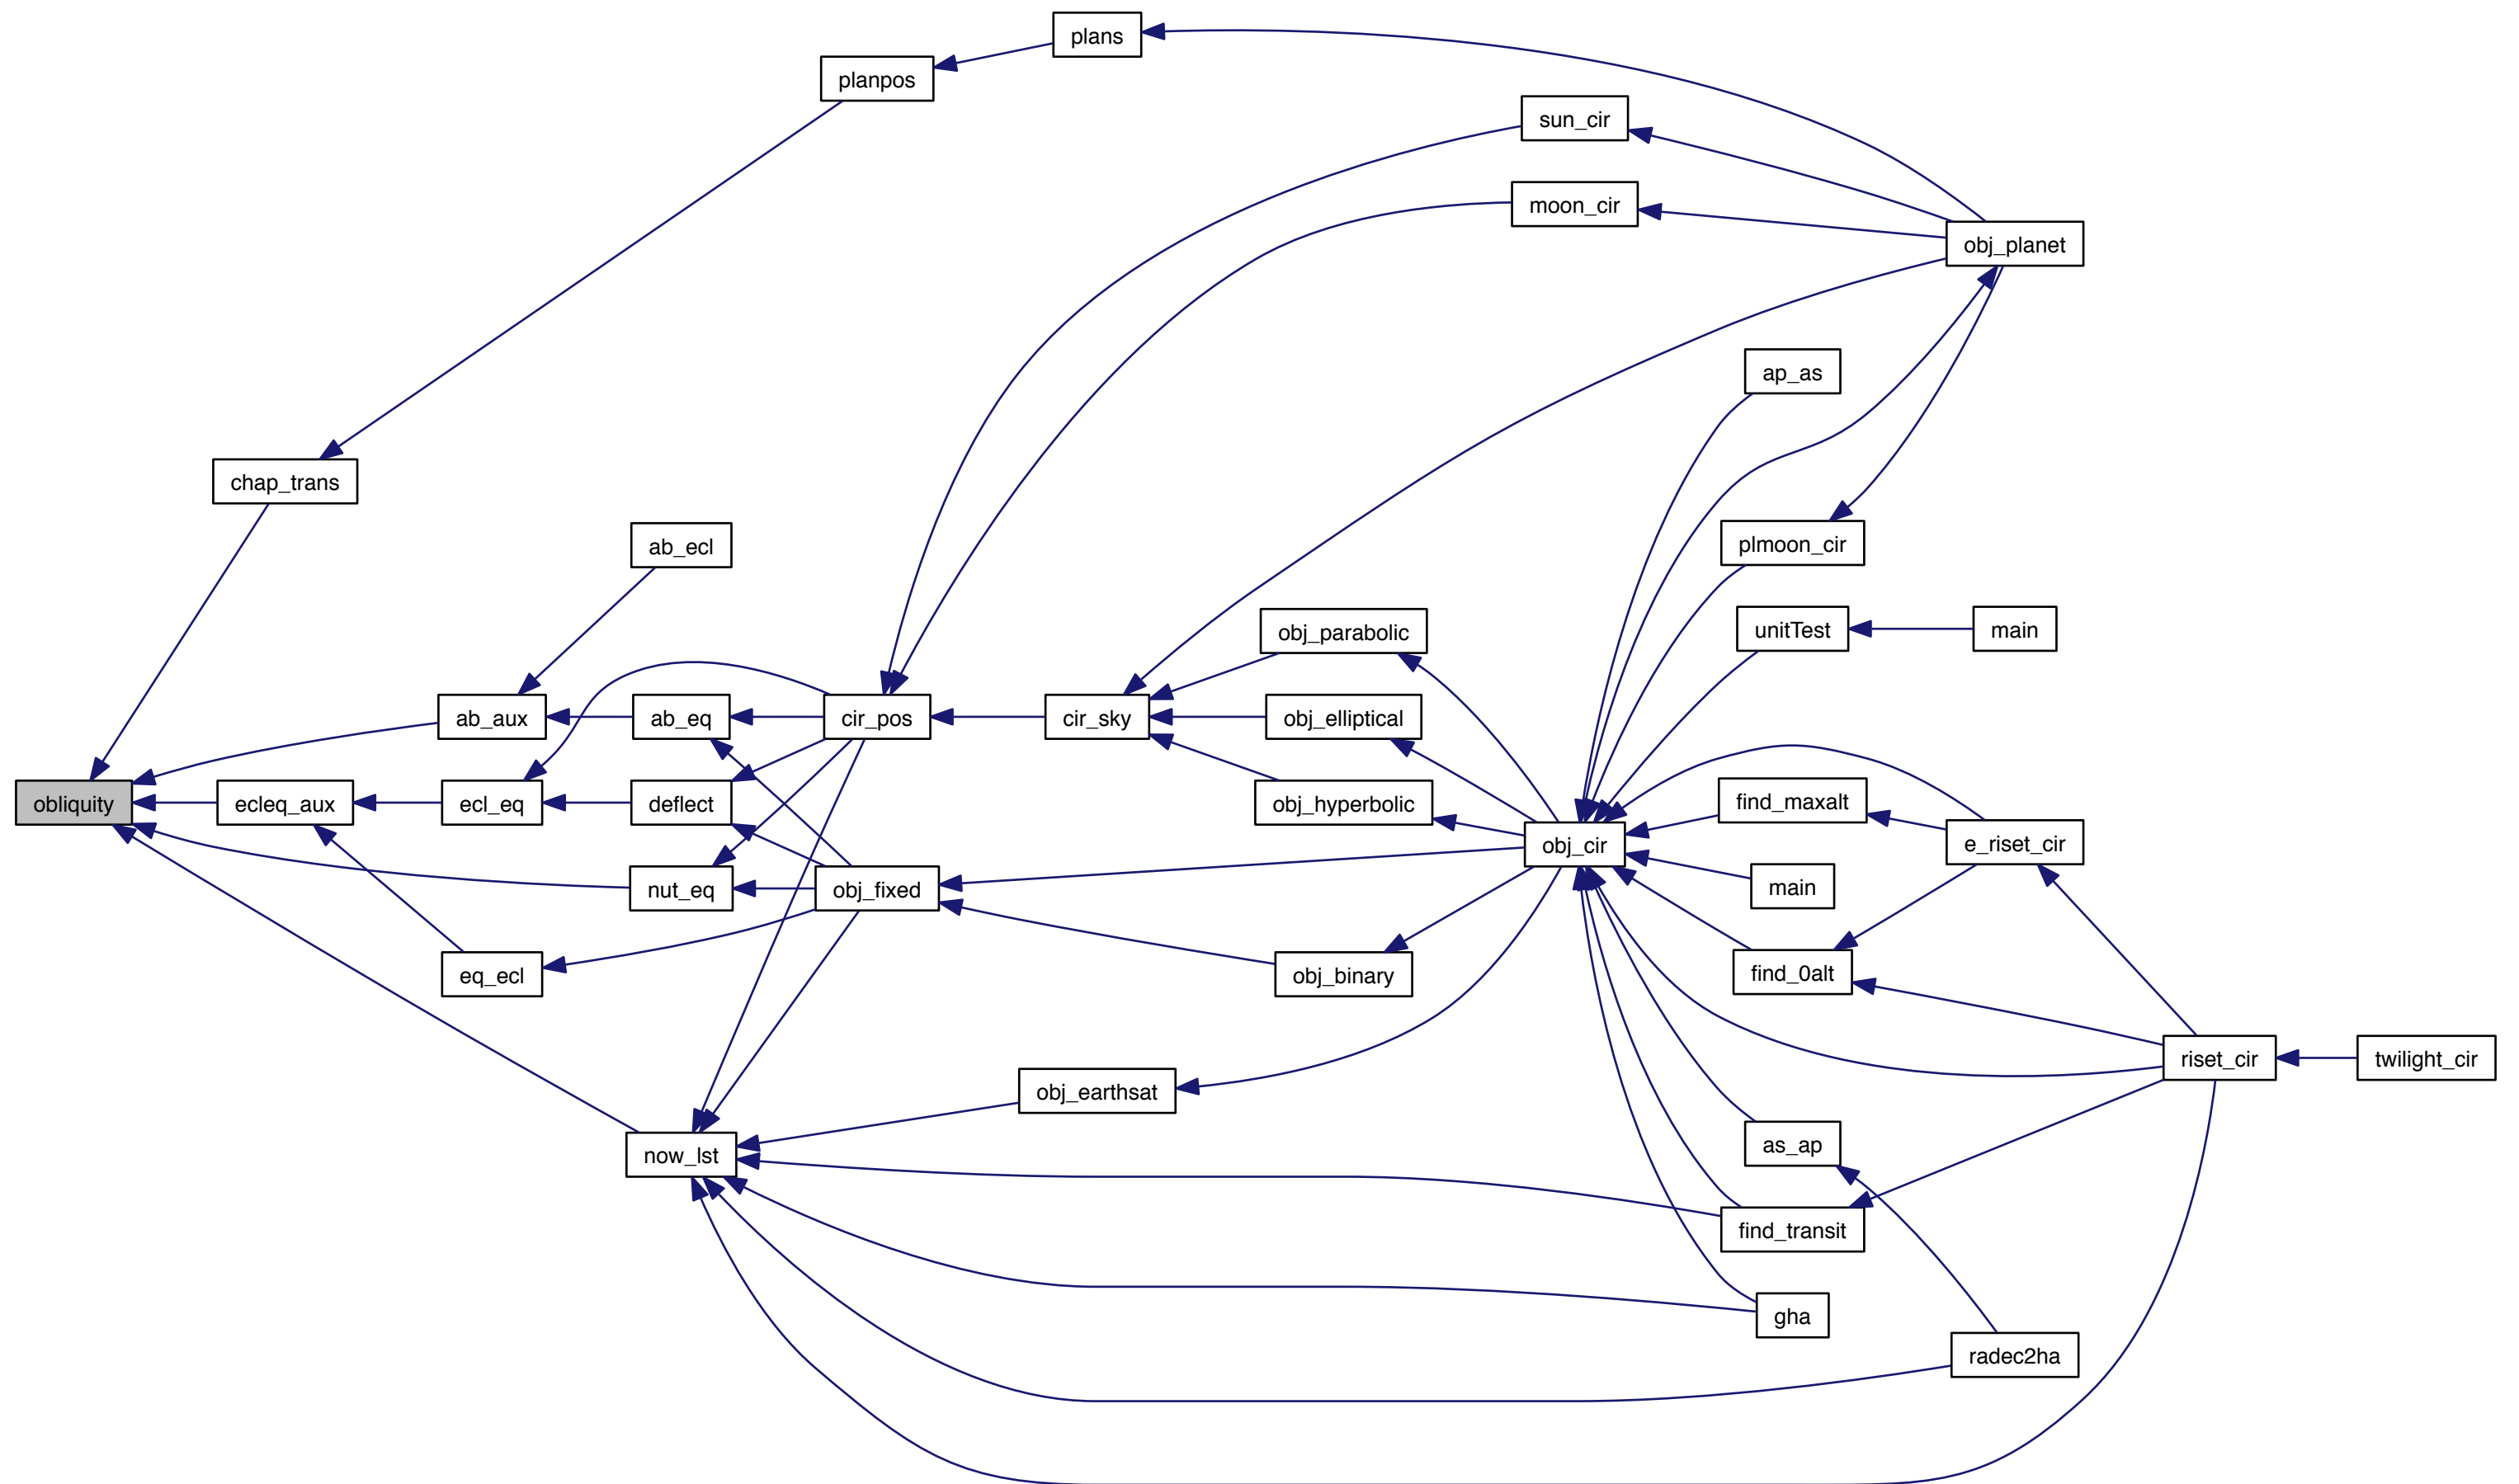 plans
planpos
sun_cir
moon_cir
obj_planet
ap_as
chap_trans
plmoon_cir
ab_ecl
obj_parabolic
unitTest
main
ab_aux
ab_eq
cir_pos
cir_sky
obj_elliptical
obliquity
ecleq_aux
ecl_eq
deflect
obj_hyperbolic
find_maxalt
obj_cir
e_riset_cir
nut_eq
obj_fixed
main
eq_ecl
obj_binary
find_0alt
riset_cir
twilight_cir
obj_earthsat
now_lst
as_ap
find_transit
gha
radec2ha